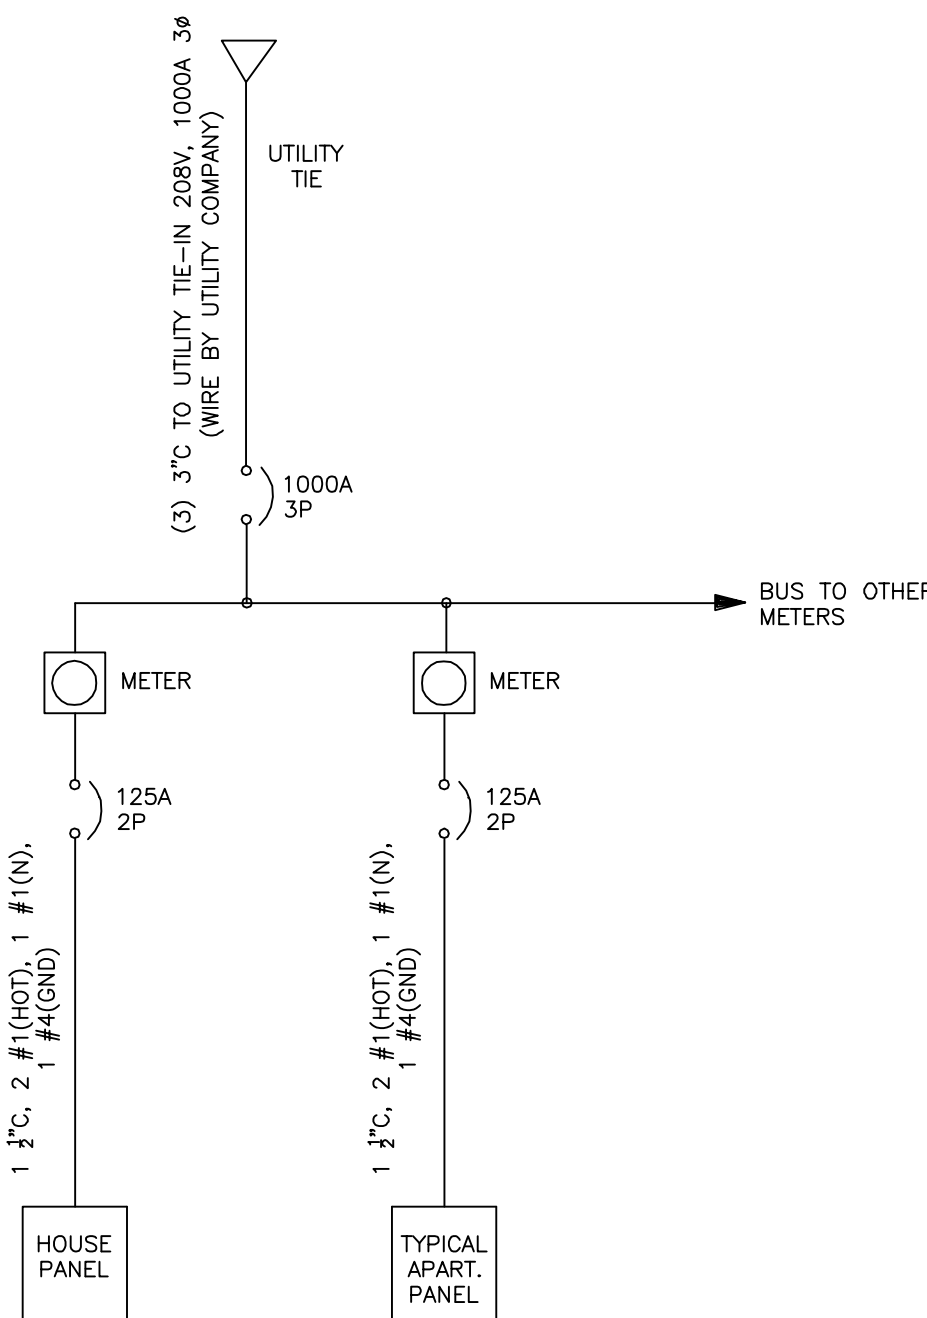 (3) 3"C TO UTILITY TIE-IN 208V, 1000A 3ø
(WIRE BY UTILITY COMPANY)
UTILITY
TIE
1000A
3P
BUS TO OTHER
METERS
METER
METER
125A
2P
125A
2P
1 1/2"C, 2 #1(HOT), 1 #1(N),
1 #4(GND)
1 1/2"C, 2 #1(HOT), 1 #1(N),
1 #4(GND)
HOUSE
PANEL
TYPICAL
APART.
PANEL